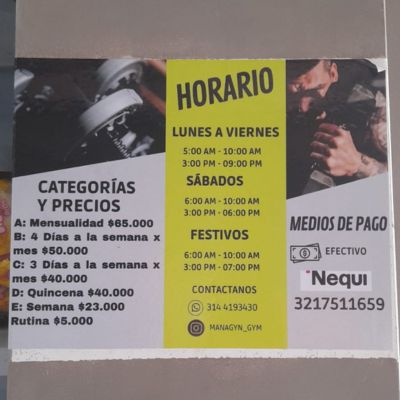 HORARIO
LUNES A VIERNES
5:00 AM - 10:00 AM
3:00 PM - 09:00 PM
SÁBADOS
6:00 AM - 10:00 AM
3:00 PM - 06:00 PM
FESTIVOS
6:00 AM - 10:00 AM
3:00 PM - 07:00 PM
CONTACTANOS
314 4193430
MANAGYN_GYM
CATEGORÍAS
Y PRECIOS
A: Mensualidad $65.000
B: 4 Días a la semana x
mes $50.000
C: 3 Días a la semana x
mes $40.000
D: Quincena $40.000
E: Semana $23.000
Rutina $5.000
MEDIOS DE PAGO
EFECTIVO
Nequi
3217511659